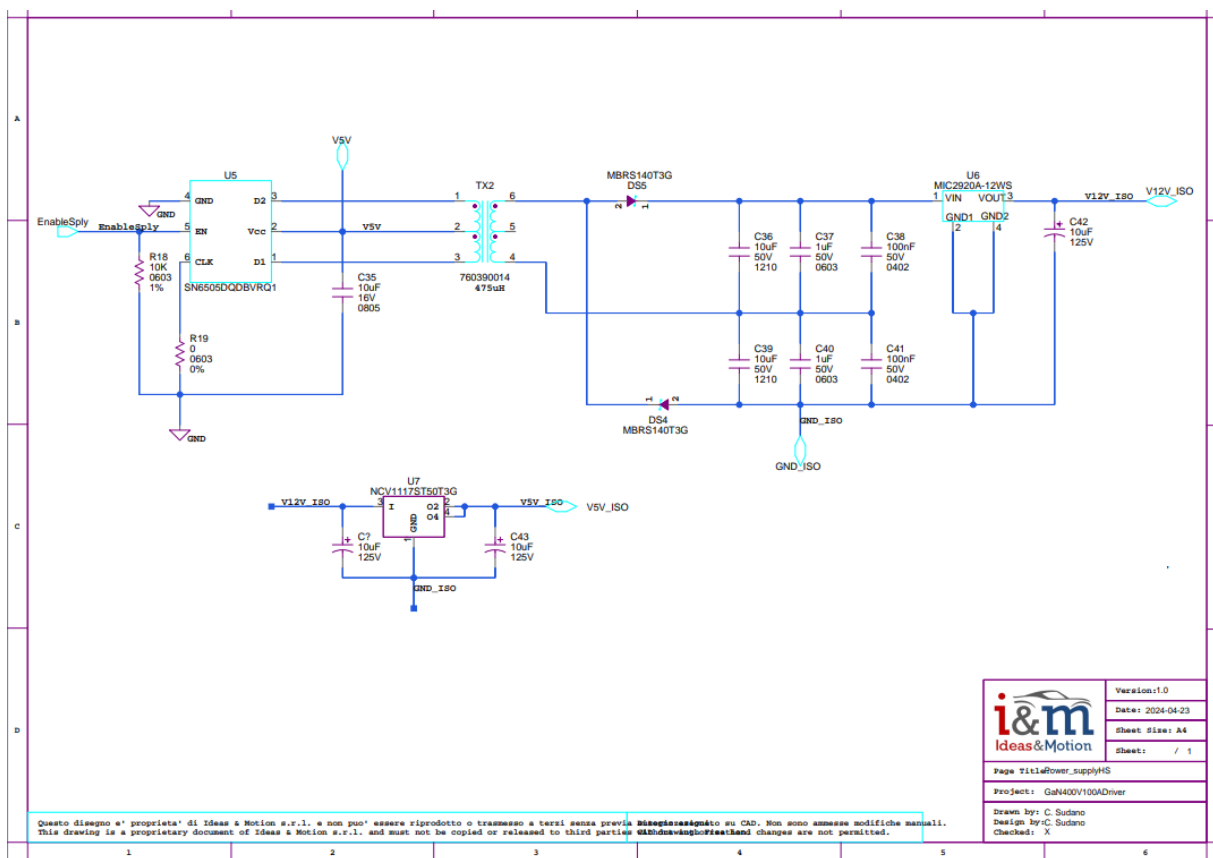 A
B
C
D
V5V
U5
4 GND D2 3
EnableSply
EnableSply
5 EN Vcc 2
V5V
6 CLK D1 1
SN6505DQDBVRQ1
GND
R18
10K
0603
1%
R19
0
0603
0%
GND
C35
10uF
16V
0805
TX2
1 6
2 5
3 4
760390014
475uH
MBRS140T3G
DS5
2 1
C36
10uF
50V
1210
C37
1uF
50V
0603
C38
100nF
50V
0402
C39
10uF
50V
1210
C40
1uF
50V
0603
C41
100nF
50V
0402
1 2
DS4
MBRS140T3G
GND_ISO
GND_ISO
U6
MIC2920A-12WS
1 VIN VOUT 3
GND1 GND2
2 4
V12V_ISO
V12V_ISO
C42
10uF
125V
U7
NCV1117ST50T3G
V12V_ISO
3 I O2 2
O4 4
GND
1
V5V_ISO
V5V_ISO
C?
10uF
125V
C43
10uF
125V
GND_ISO
i&m
Ideas&Motion
Version:1.0
Date: 2024-04-23
Sheet Size: A4
Sheet: / 1
Page Title: Power_supplyHS
Project: GaN400V100ADriver
Drawn by: C. Sudano
Design by: C. Sudano
Checked: X
Questo disegno e' proprieta' di Ideas & Motion s.r.l. e non puo' essere riprodotto o trasmesso a terzi senza previa
su CAD. Non sono ammesse modifiche manuali.
This drawing is a proprietary document of Ideas & Motion s.r.l. and must not be copied or released to third parties
changes are not permitted.
1 2 3 4 5 6